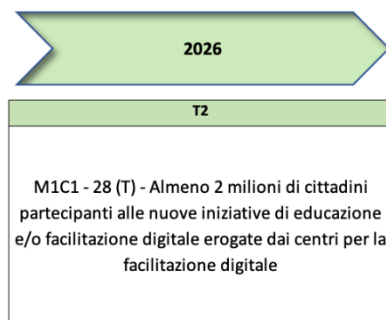 2026
T2
M1C1 - 28 (T) - Almeno 2 milioni di cittadini
partecipanti alle nuove iniziative di educazione
e/o facilitazione digitale erogate dai centri per la
facilitazione digitale